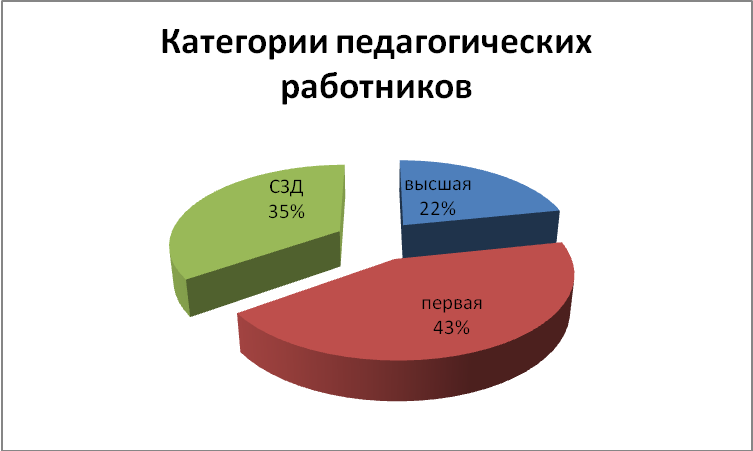 Категории педагогических
работников
СЗД
35%
высшая
22%
первая
43%